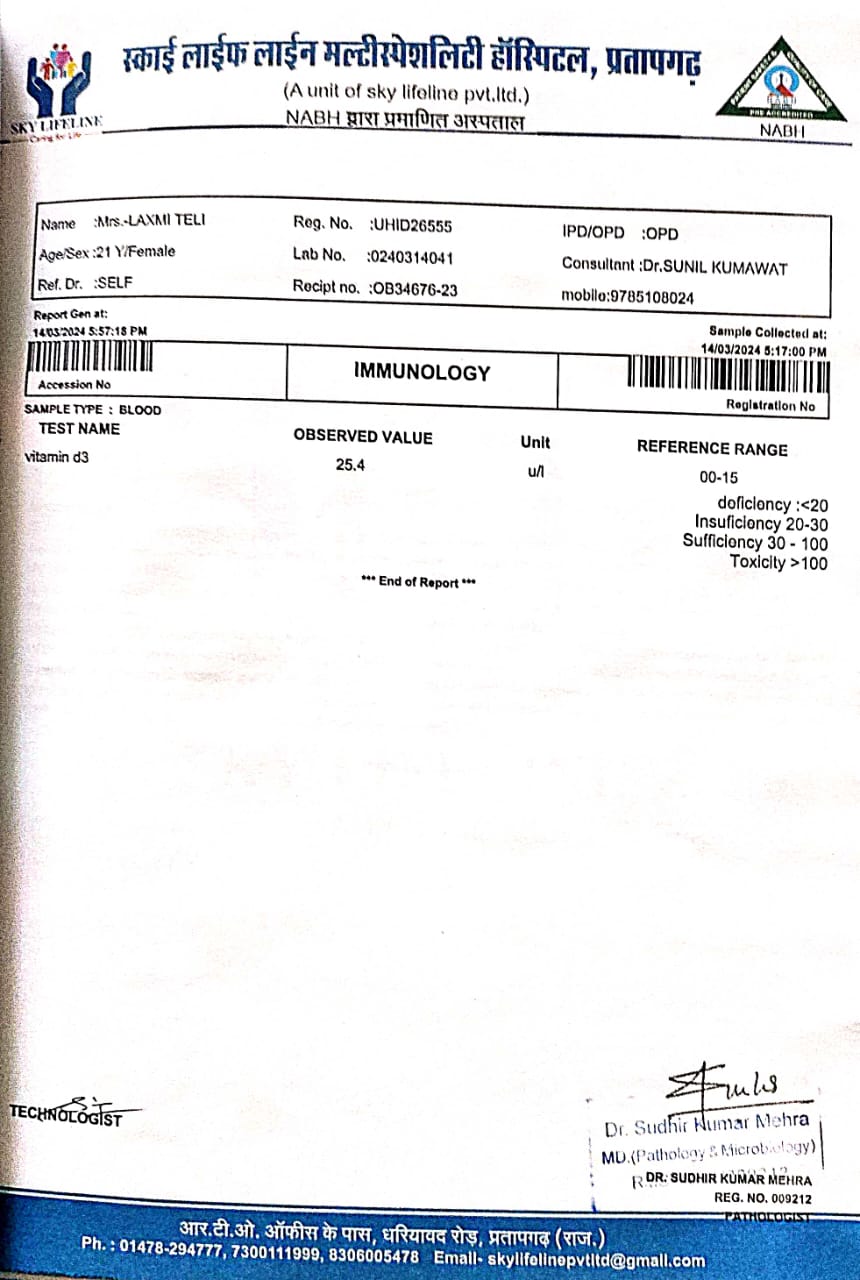 स्काई लाईफ लाईन मल्टीस्पेशलिटी हॉस्पिटल, प्रतापगढ़
(A unit of sky lifeline pvt.ltd.)
NABH द्वारा प्रमाणित अस्पताल
SKY LIFELINE
Caring for Life
PRE ACCREDITED
NABH
Name :Mrs.-LAXMI TELI Reg. No. :UHID26555 IPD/OPD :OPD
Age/Sex :21 Y/Female Lab No. :0240314041 Consultant :Dr.SUNIL KUMAWAT
Ref. Dr. :SELF Recipt no. :OB34676-23 mobile:9785108024
Report Gen at: Sample Collected at:
14/03/2024 5:57:18 PM 14/03/2024 5:17:00 PM
IMMUNOLOGY
Accession No Registration No
SAMPLE TYPE : BLOOD
TEST NAME OBSERVED VALUE Unit REFERENCE RANGE
vitamin d3 25.4 u/l 00-15
deficiency :<20
Insuficiency 20-30
Sufficiency 30 - 100
Toxicity >100
*** End of Report ***
TECHNOLOGIST
Dr. Sudhir Kumar Mehra
MD.(Pathology & Microbiology)
DR. SUDHIR KUMAR MEHRA
REG. NO. 009212
PATHOLOGIST
आर.टी.ओ. ऑफीस के पास, धरियावद रोड़, प्रतापगढ़ (राज.)
Ph. : 01478-294777, 7300111999, 8306005478 Email- skylifelinepvtltd@gmail.com